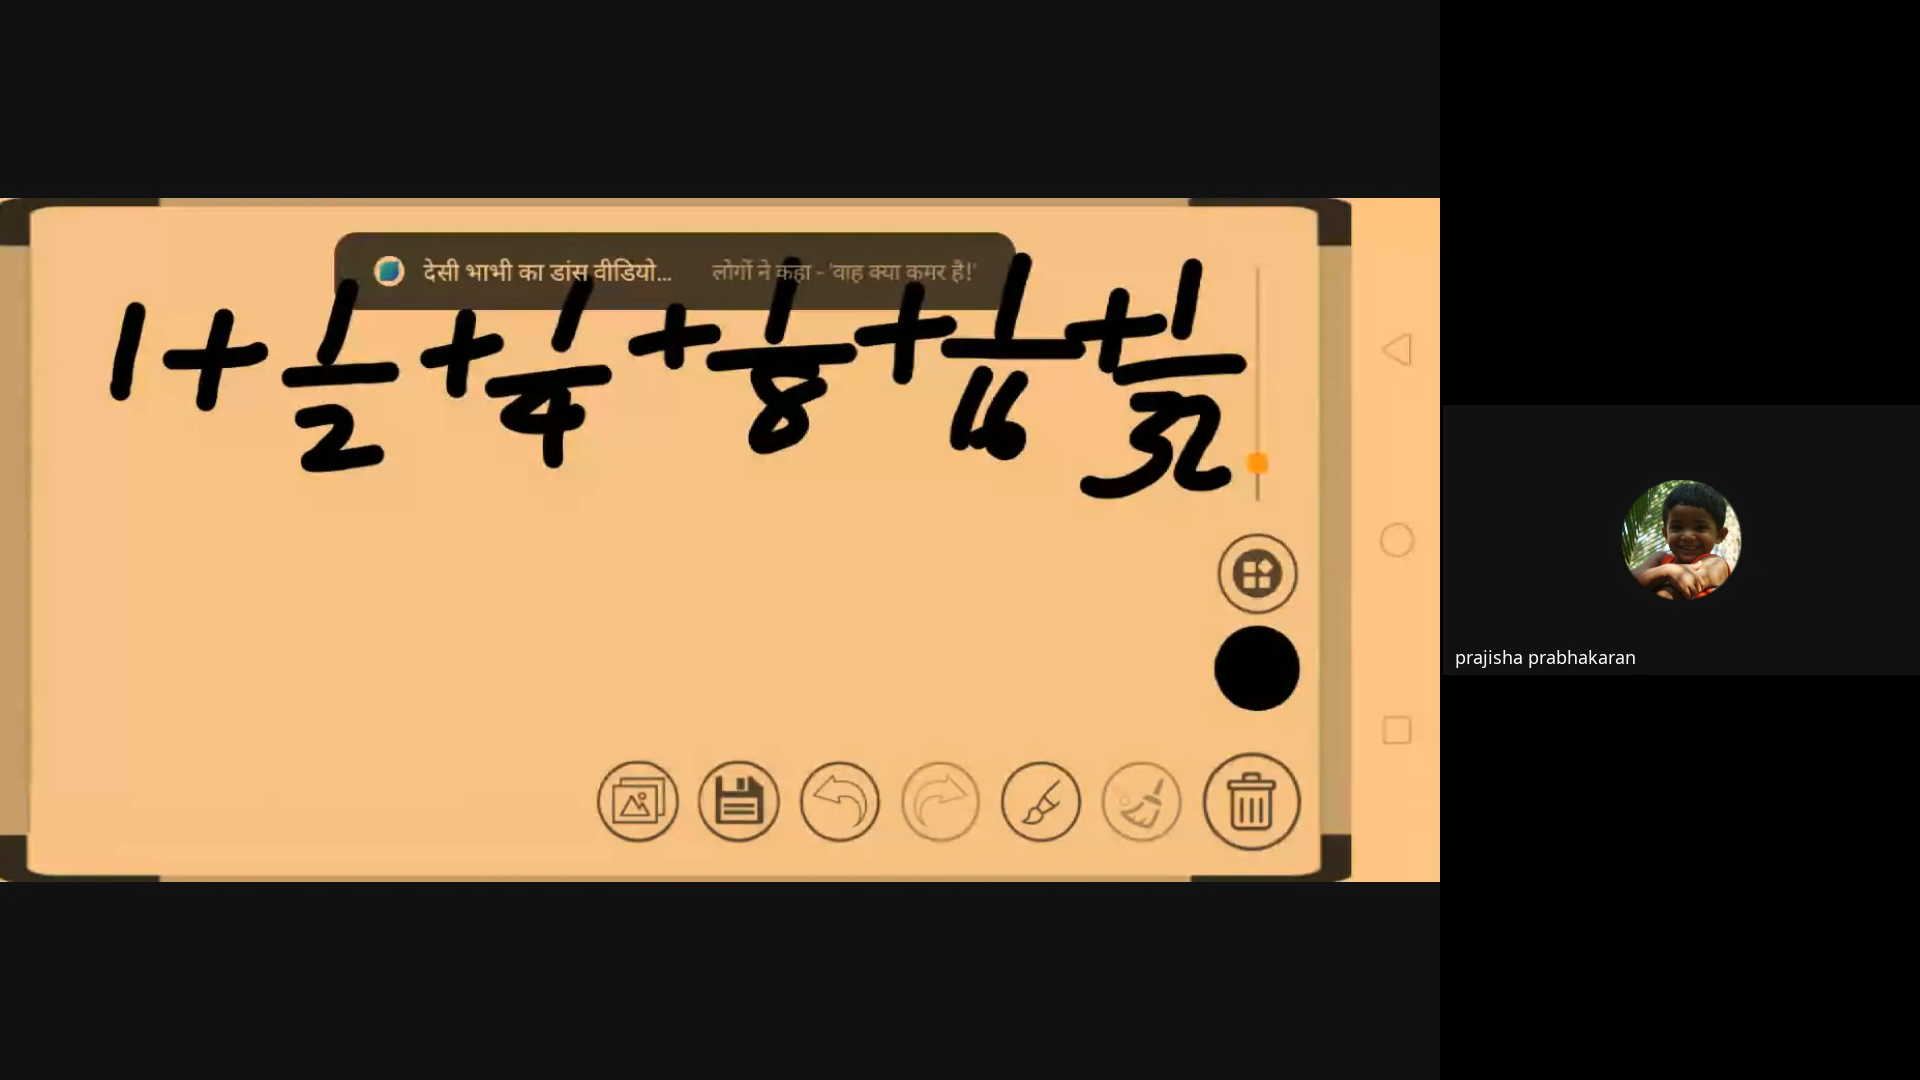 देसी भाभी का डांस वीडियो... लोगों ने कहा - 'वाह क्या कमर है!'
1 + 1/2 + 1/4 + 1/8 + 1/16 + 1/32
prajisha prabhakaran